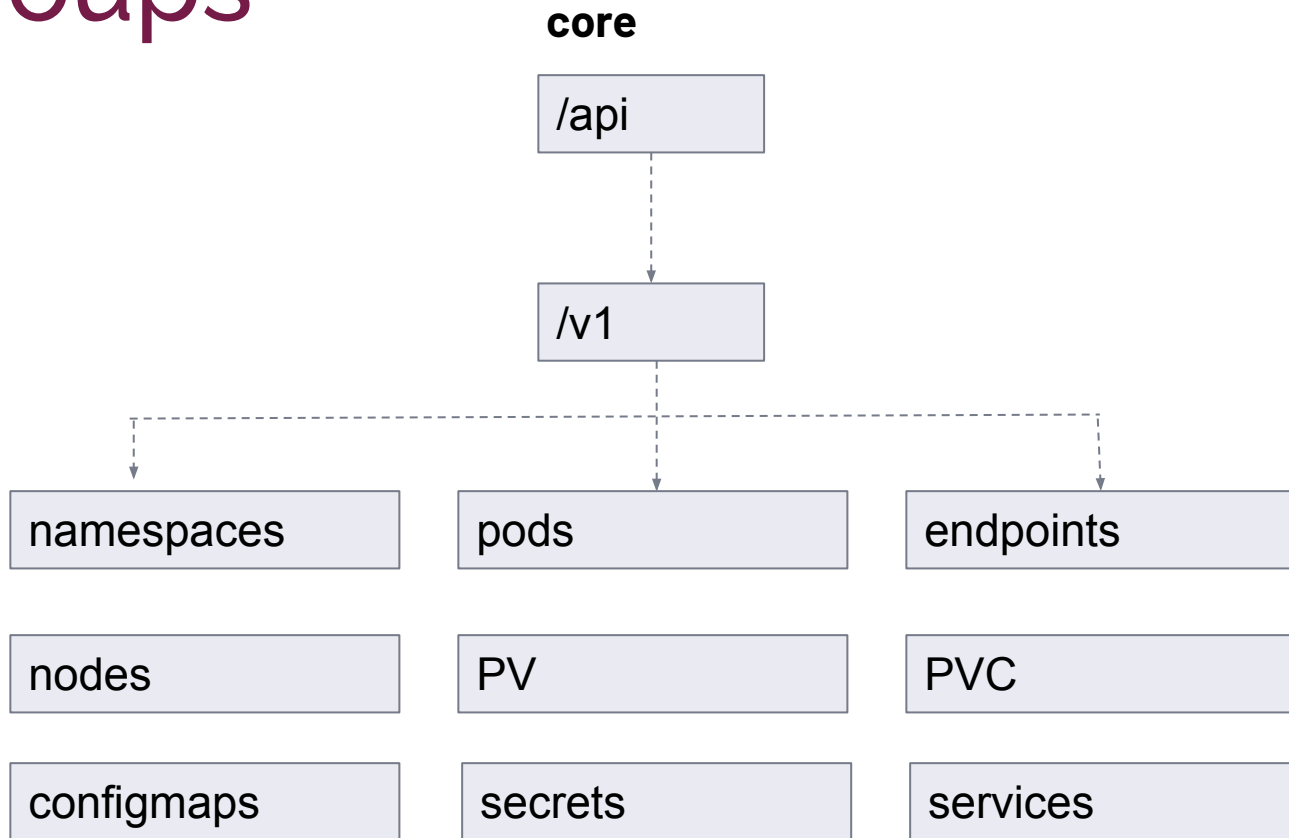 core
/api
/v1
namespaces
pods
endpoints
nodes
PV
PVC
configmaps
secrets
services